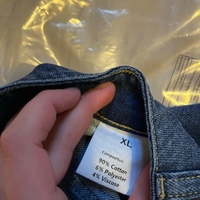 XL
Composition:
90% Cotton
6% Polyester
4% Viscose